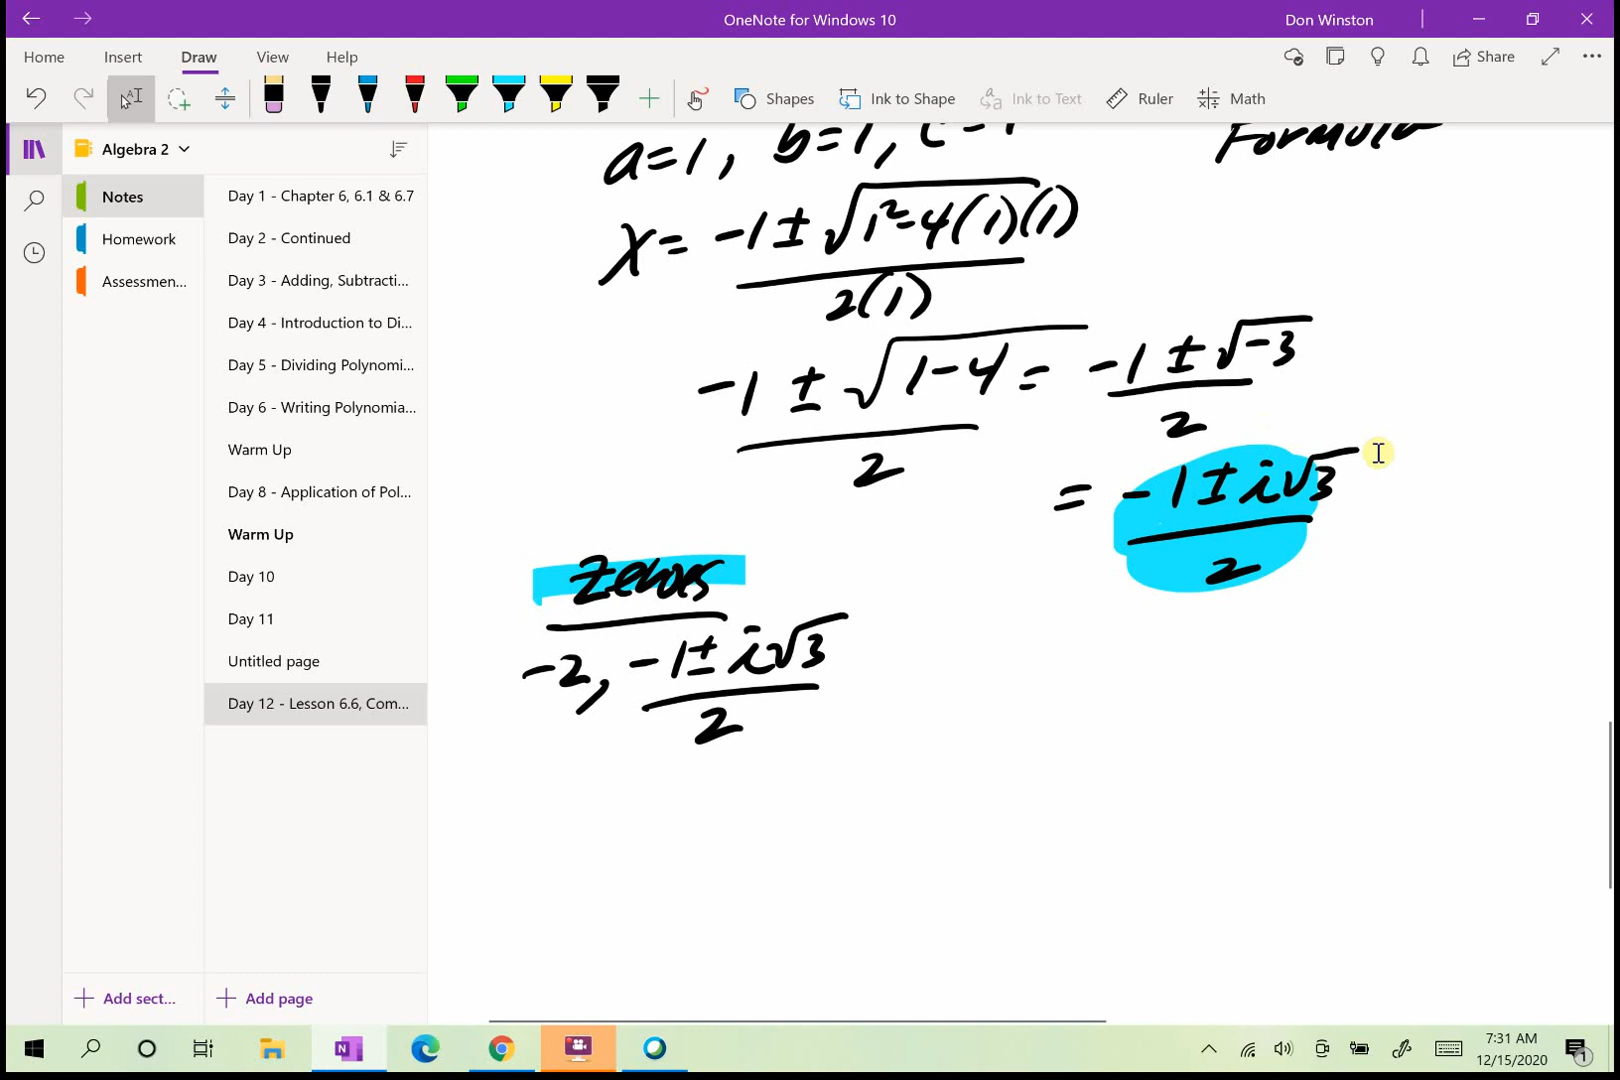 OneNote for Windows 10
Don Winston
Home Insert Draw View Help
Share
Shapes Ink to Shape Ink to Text Ruler Math
Algebra 2
Notes
Homework
Assessmen...
Day 1 - Chapter 6, 6.1 & 6.7
Day 2 - Continued
Day 3 - Adding, Subtracti...
Day 4 - Introduction to Di...
Day 5 - Dividing Polynomi...
Day 6 - Writing Polynomia...
Warm Up
Day 8 - Application of Pol...
Warm Up
Day 10
Day 11
Untitled page
Day 12 - Lesson 6.6, Com...
Add sect...
Add page
Formula
a=1, b=1, c=1
x= -1±√1²-4(1)(1)
2(1)
-1 ± √1-4 = -1 ± √-3
2 2
= -1 ± i√3
2
Zeroes
-2, -1± i√3
2
7:31 AM
12/15/2020
1